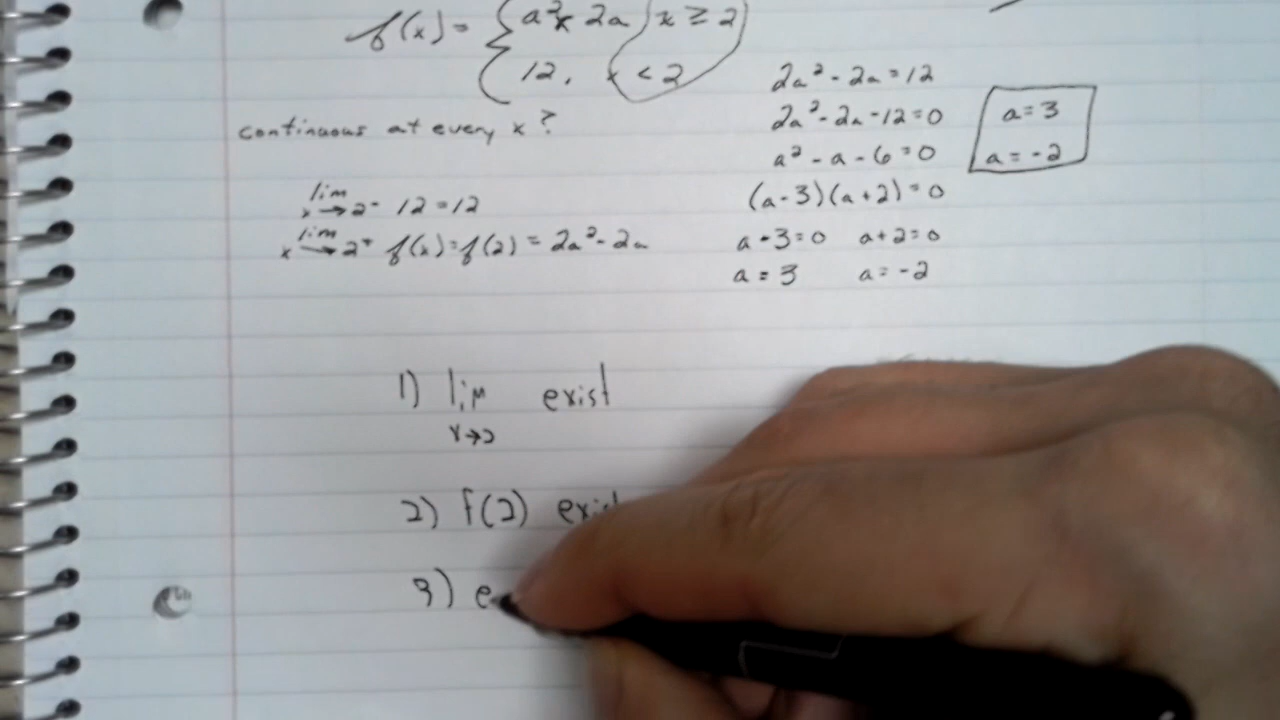 f(x) = { a²x 2a, x ≥ 2
12, x < 2
continuous at every x?
lim x→2⁻ 12 = 12
lim x→2⁺ f(x) = f(2) = 2a² - 2a
2a² - 2a = 12
2a² - 2a - 12 = 0
a² - a - 6 = 0
(a - 3)(a + 2) = 0
a - 3 = 0 a + 2 = 0
a = 3 a = -2
a = 3
a = -2
1) lim exist
x→2
2) f(2)
3) e